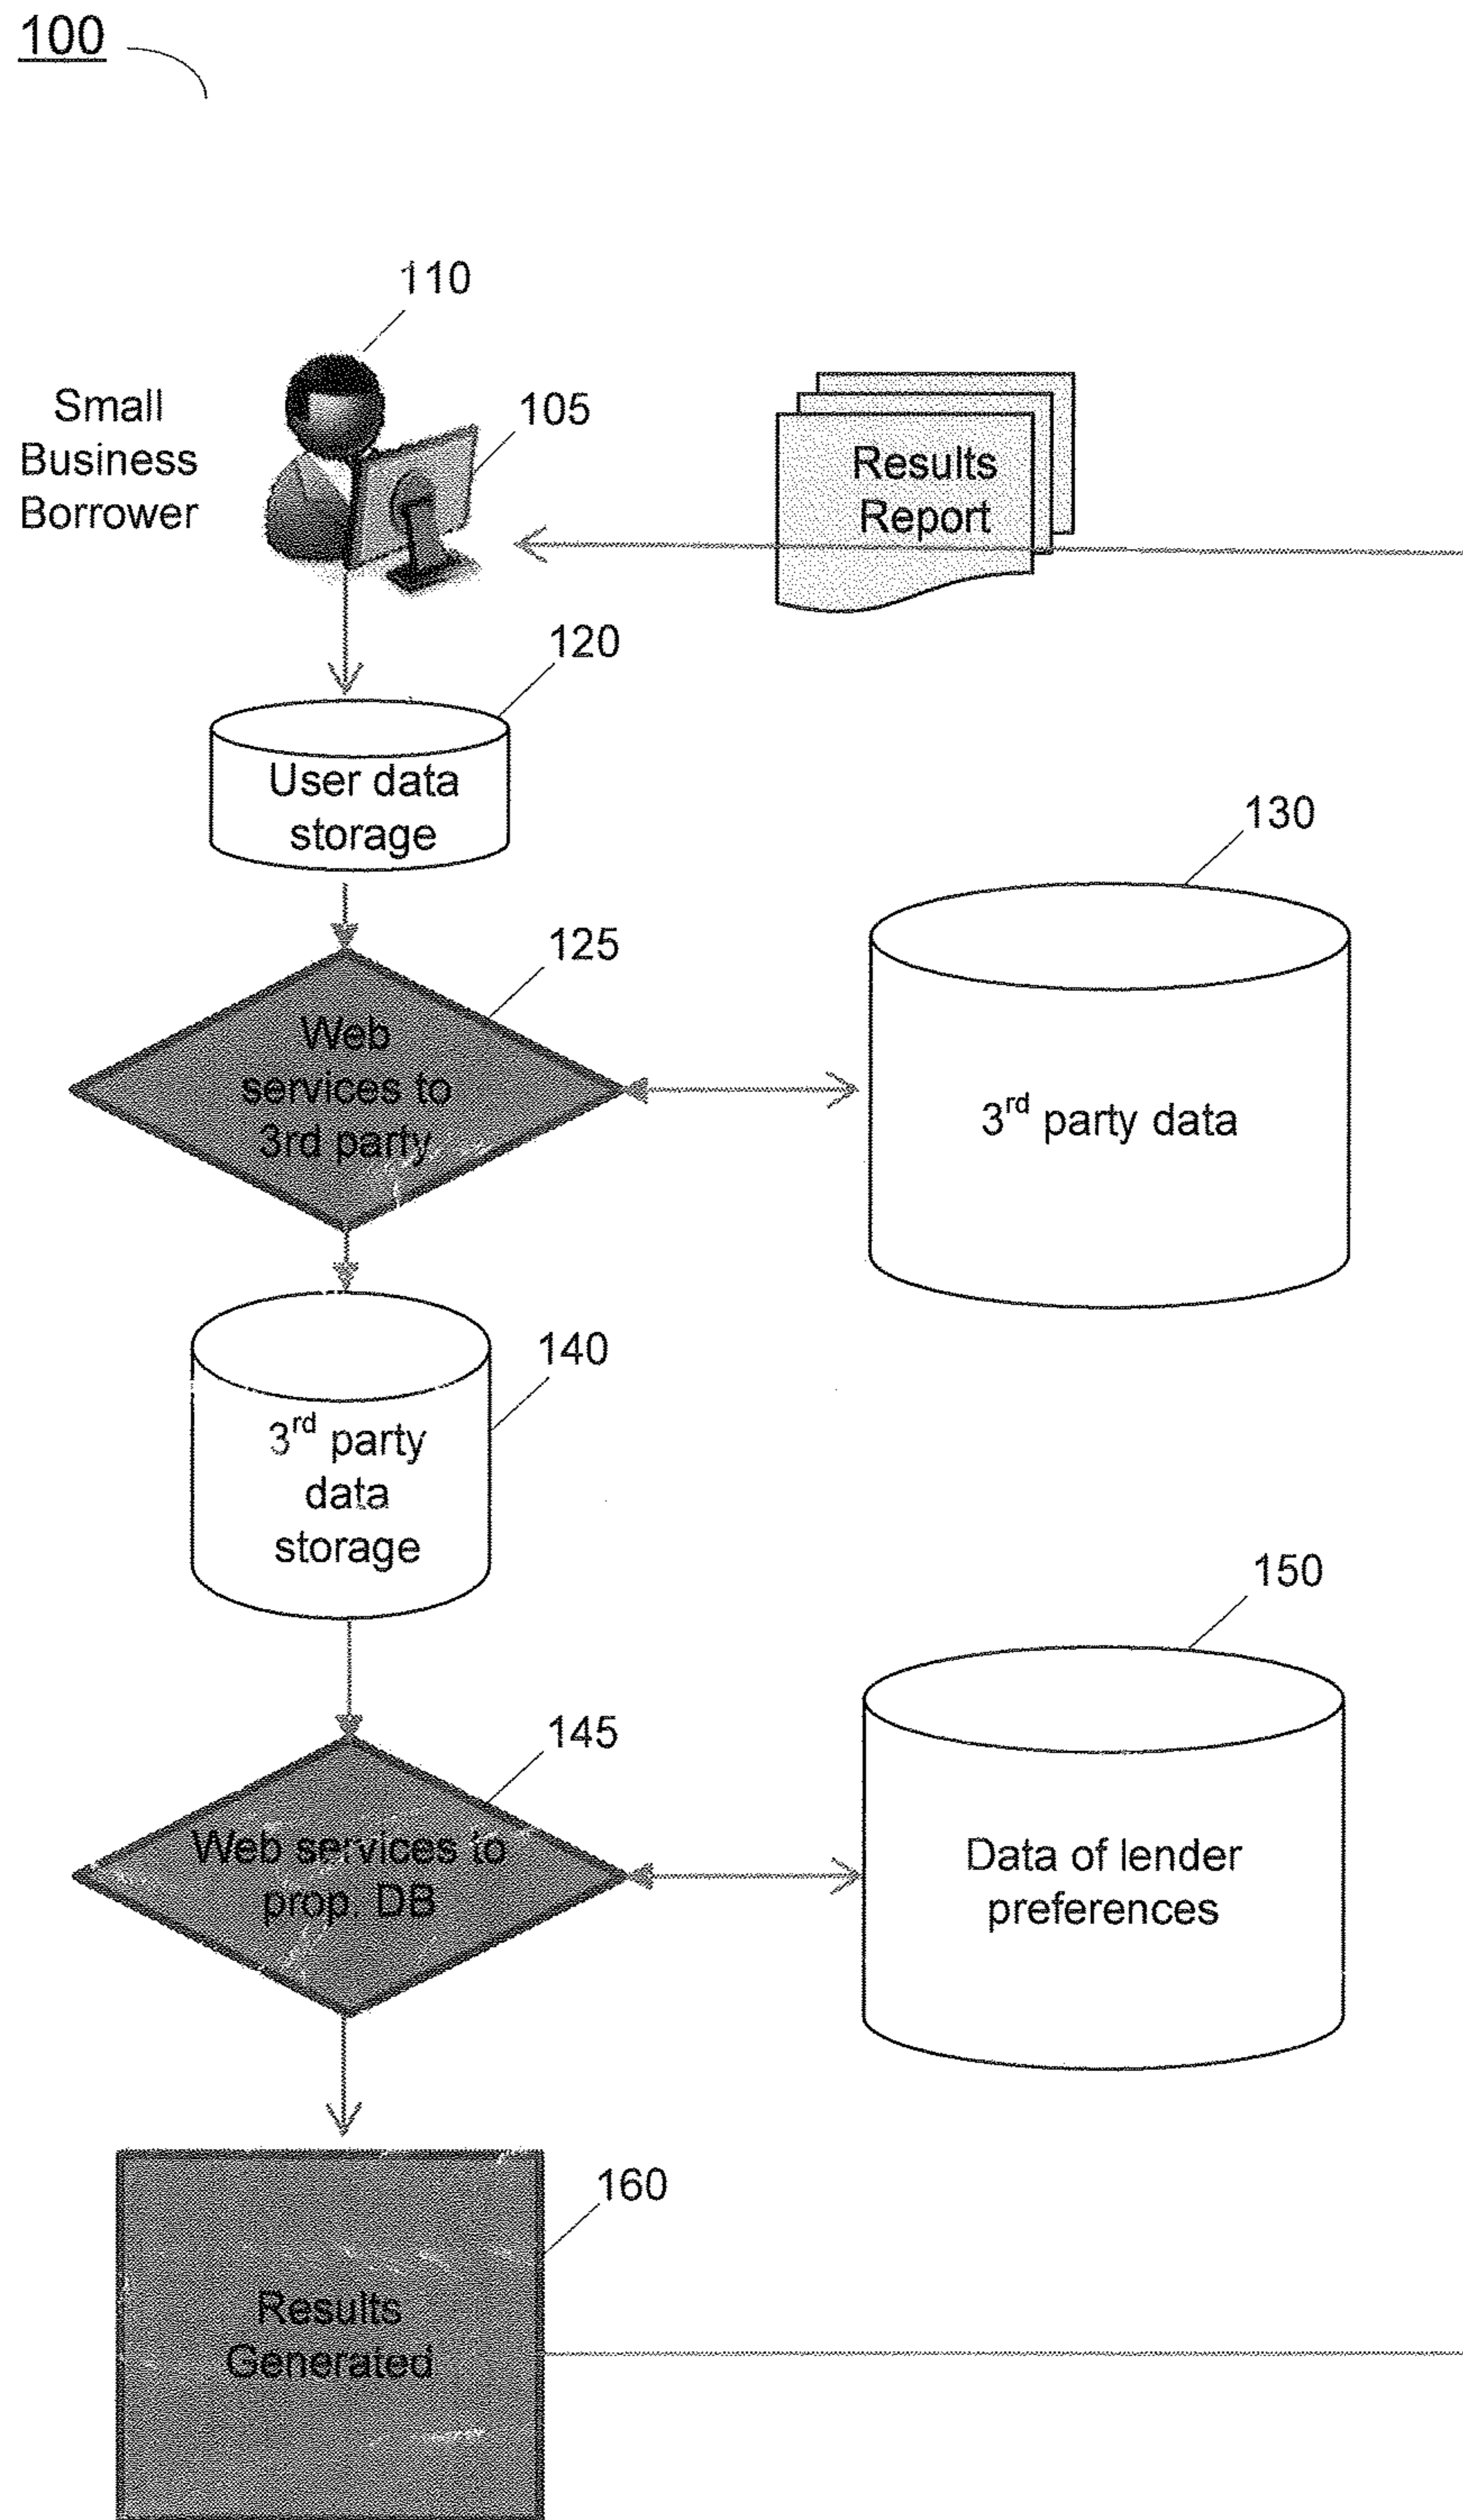 100
110
Small
Business
Borrower
105
Results
Report
120
User data
storage
130
125
Web
services to
3rd party
3rd party data
140
3rd party
data
storage
150
145
Web services to
prop. DB
Data of lender
preferences
160
Results
Generated